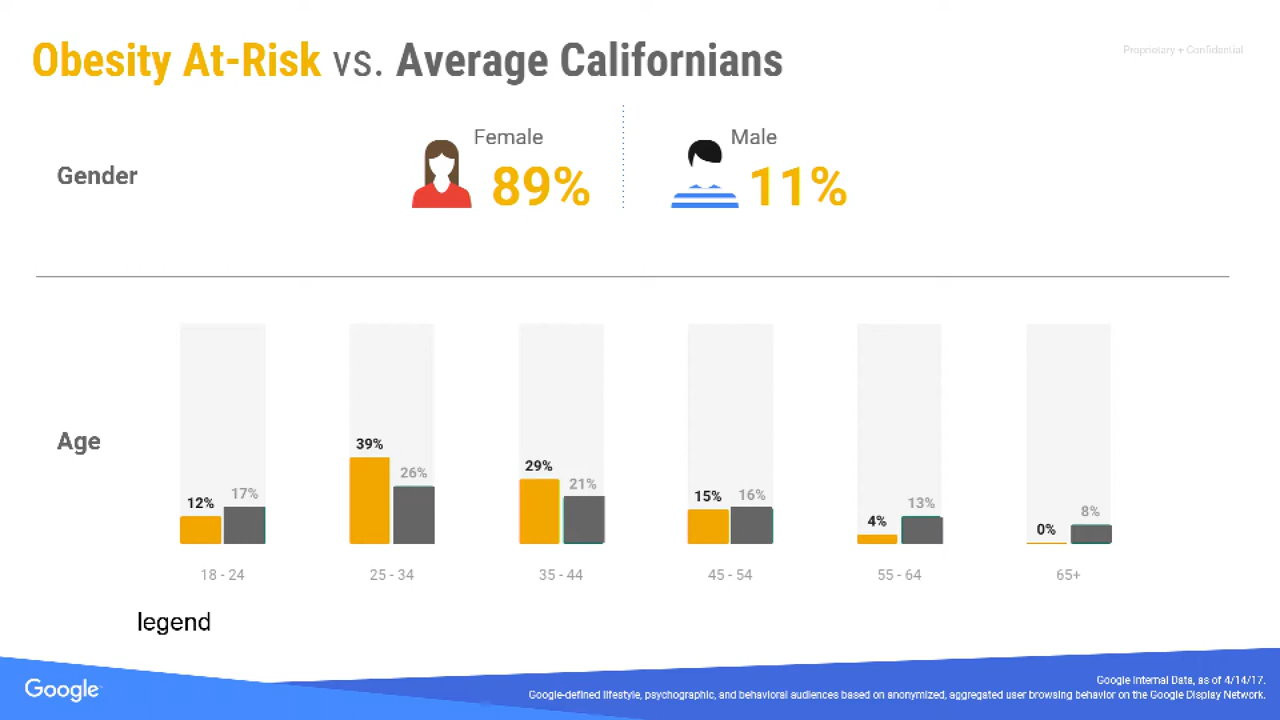 Obesity At-Risk vs. Average Californians
Proprietary + Confidential
Gender
Female
89%
Male
11%
Age
12% 17%
39% 26%
29% 21%
15% 16%
4% 13%
0% 8%
18 - 24
25 - 34
35 - 44
45 - 54
55 - 64
65+
legend
Google
Google Internal Data, as of 4/14/17.
Google-defined lifestyle, psychographic, and behavioral audiences based on anonymized, aggregated user browsing behavior on the Google Display Network.